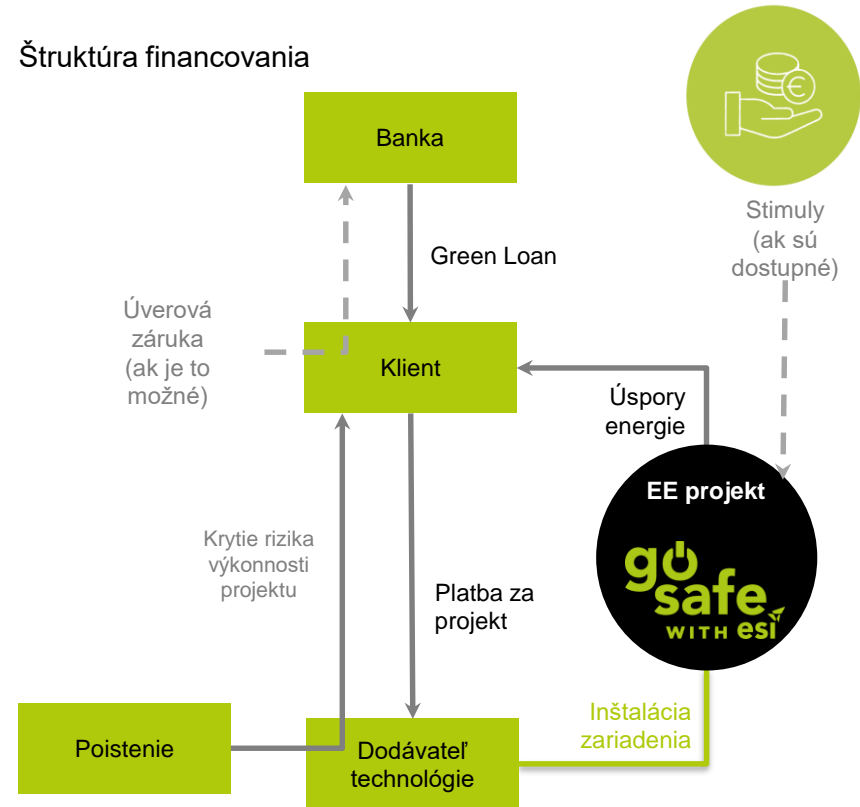 Štruktúra financovania
Banka
Green Loan
Stimuly
(ak sú
dostupné)
Úverová
záruka
(ak je to
možné)
Klient
Úspory
energie
EE projekt
go
safe
WITH esi
Krytie rizika
výkonnosti
projektu
Platba za
projekt
Inštalácia
zariadenia
Poistenie
Dodávateľ
technológie